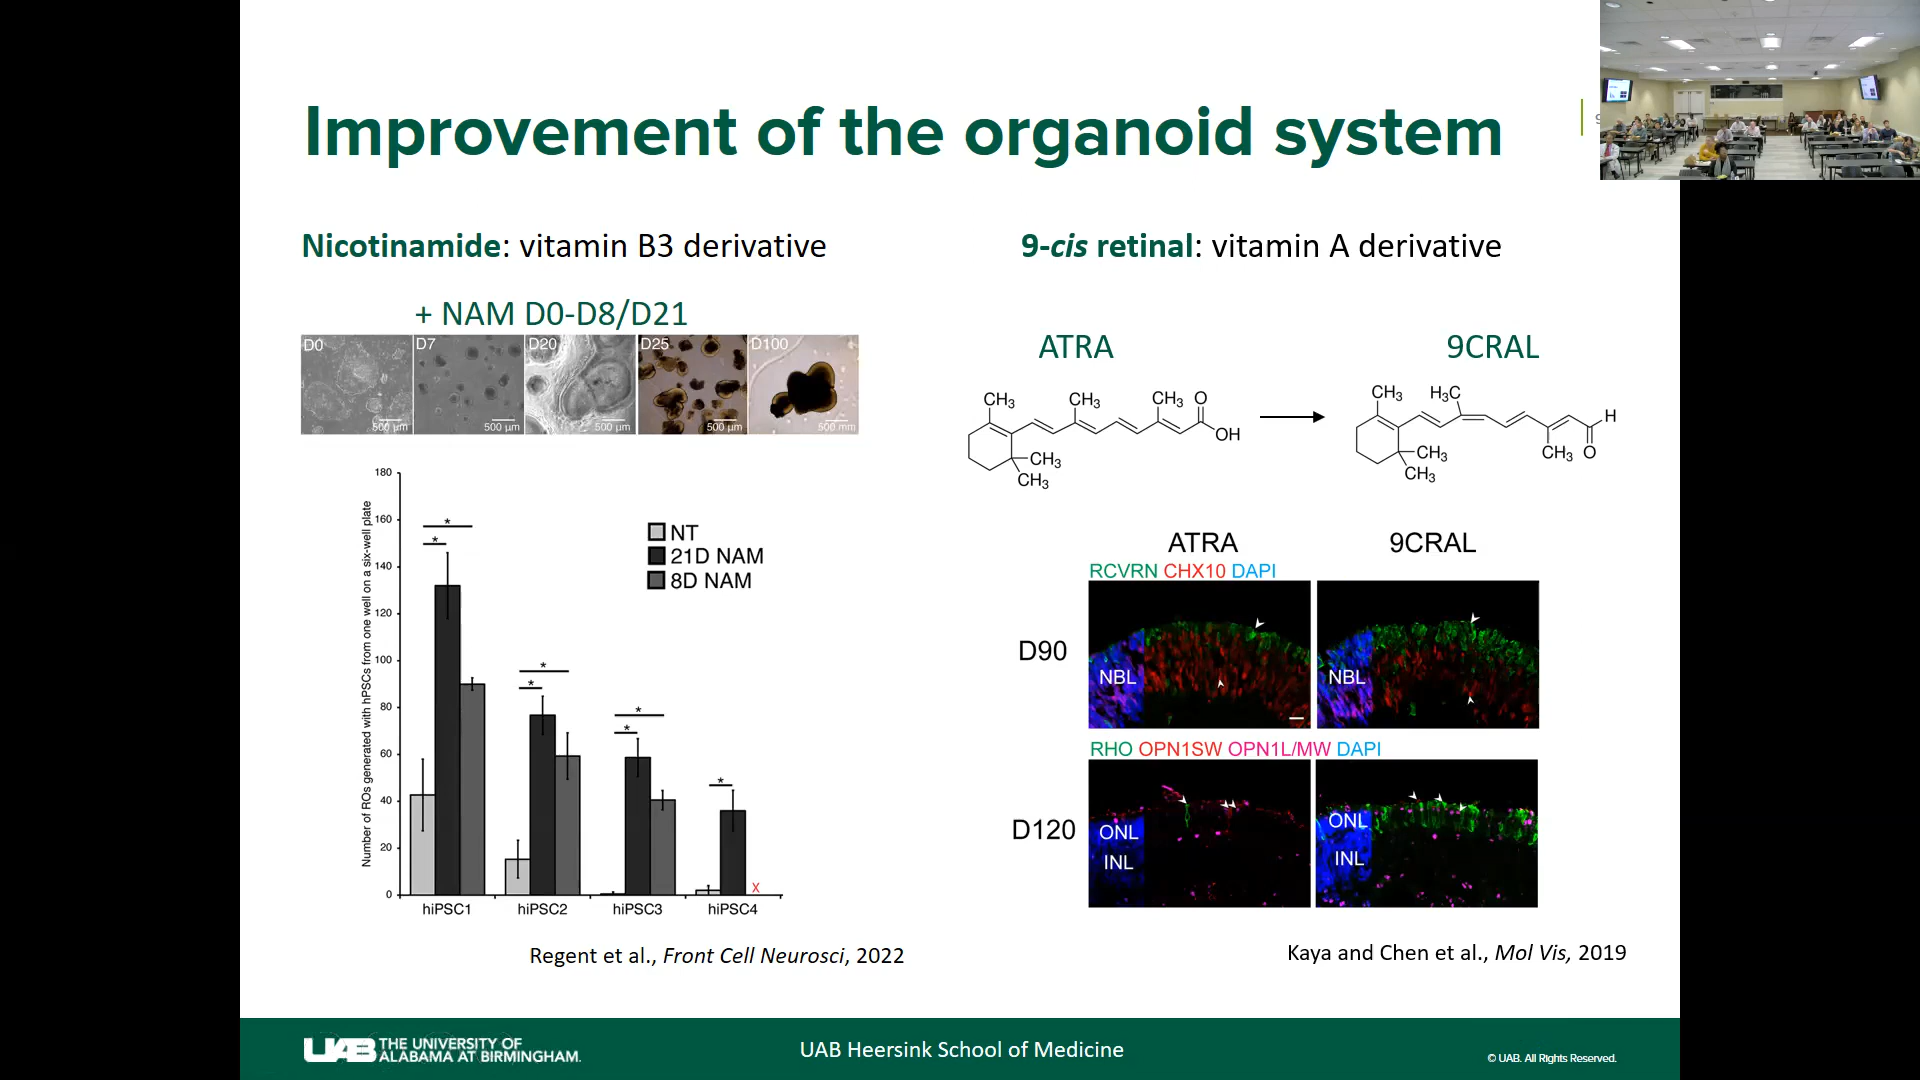 Improvement of the organoid system
Nicotinamide: vitamin B3 derivative
+ NAM D0-D8/D21
D0
D7
D20
D25
D100
500 µm
500 µm
500 µm
500 µm
500 mm
Number of ROs generated with hPSCs from one well on a six-well plate
180
160
140
120
100
80
60
40
20
0
* *
* *
* *
*
X
NT
21D NAM
8D NAM
hiPSC1 hiPSC2 hiPSC3 hiPSC4
Regent et al., Front Cell Neurosci, 2022
9-cis retinal: vitamin A derivative
ATRA
9CRAL
CH3 CH3 CH3 O
OH
CH3
CH3
CH3 H3C
H
CH3 CH3 O
CH3
ATRA 9CRAL
RCVRN CHX10 DAPI
D90
NBL NBL
RHO OPN1SW OPN1L/MW DAPI
D120
ONL ONL
INL INL
Kaya and Chen et al., Mol Vis, 2019
UAB THE UNIVERSITY OF
ALABAMA AT BIRMINGHAM.
UAB Heersink School of Medicine
© UAB. All Rights Reserved.